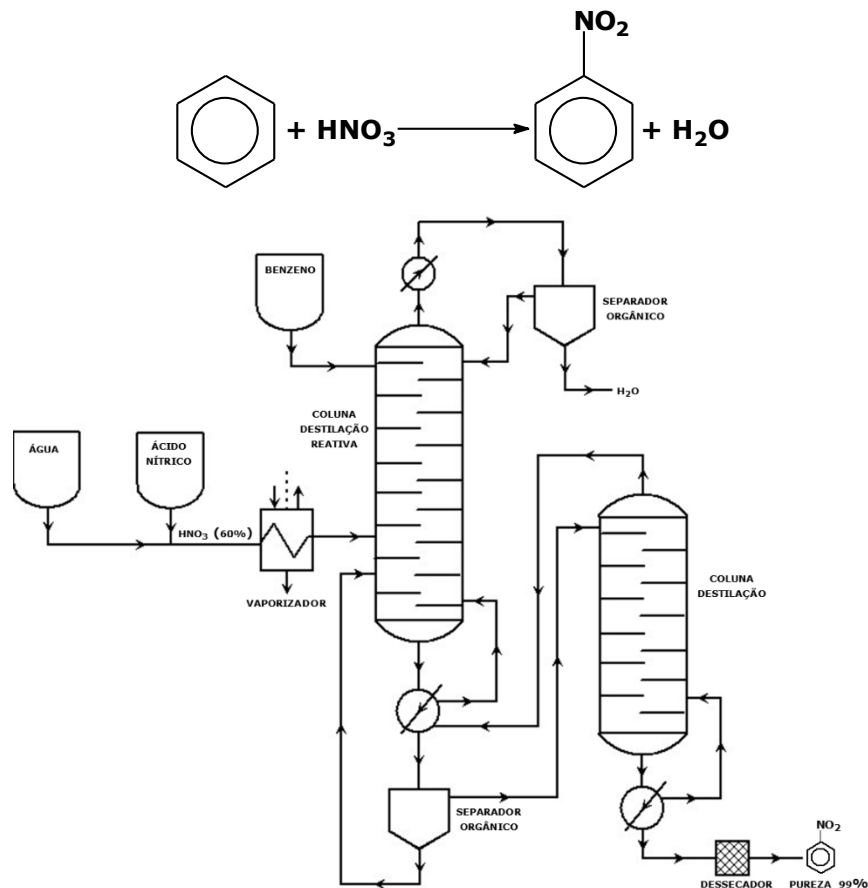 NO₂
+ HNO₃ + H₂O
BENZENO
SEPARADOR
ORGÂNICO
H₂O
COLUNA
DESTILAÇÃO
REATIVA
ÁGUA
ÁCIDO
NÍTRICO
HNO₃ (60%)
VAPORIZADOR
COLUNA
DESTILAÇÃO
SEPARADOR
ORGÂNICO
NO₂
DESSECADOR
PUREZA 99%